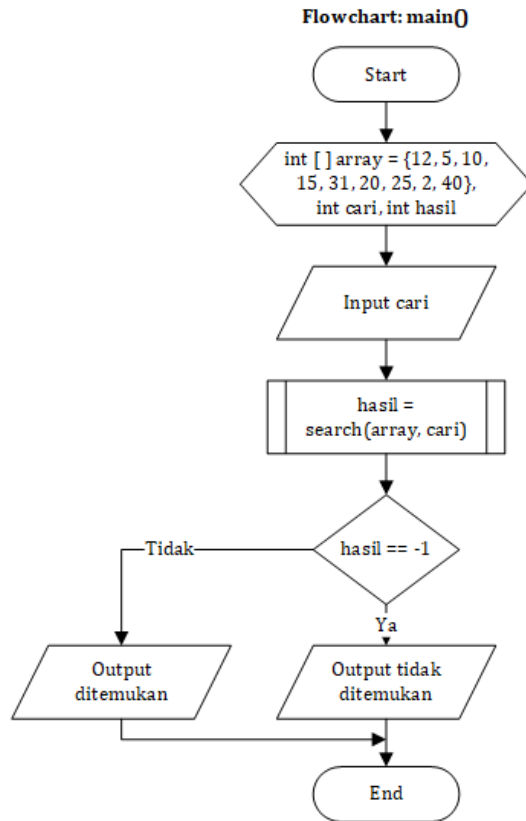 Flowchart: main()
Start
int [ ] array = {12, 5, 10,
15, 31, 20, 25, 2, 40},
int cari, int hasil
Input cari
hasil =
search(array, cari)
hasil == -1
Tidak
Ya
Output
ditemukan
Output tidak
ditemukan
End